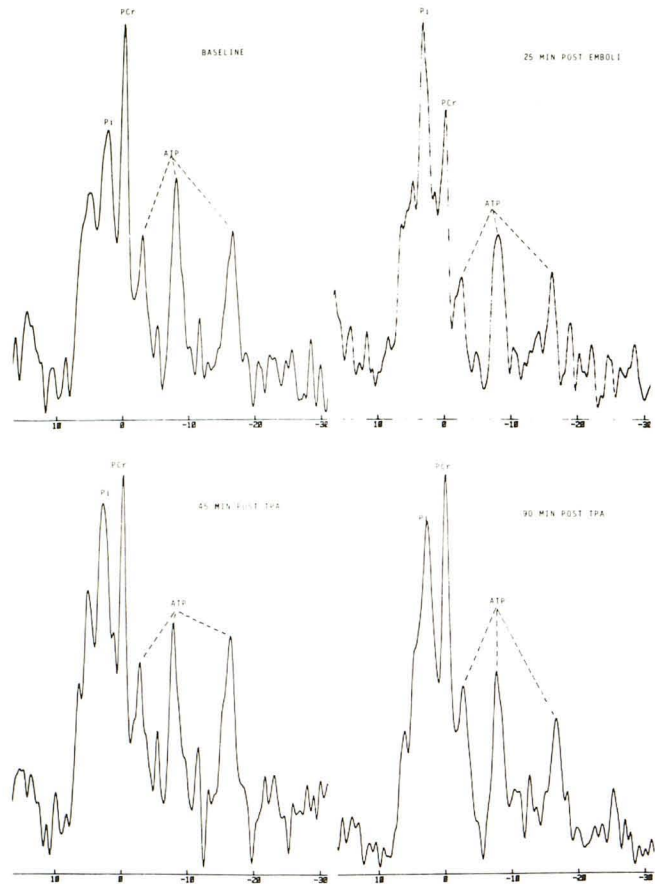 PCr
BASELINE
Pi
ATP
10 0 -10 -20 -30
Pi
25 MIN POST EMBOLI
PCr
ATP
10 0 -10 -20 -30
PCr
Pi
45 MIN POST TPA
ATP
10 0 -10 -20 -30
PCr
Pi
90 MIN POST TPA
ATP
10 0 -10 -20 -30